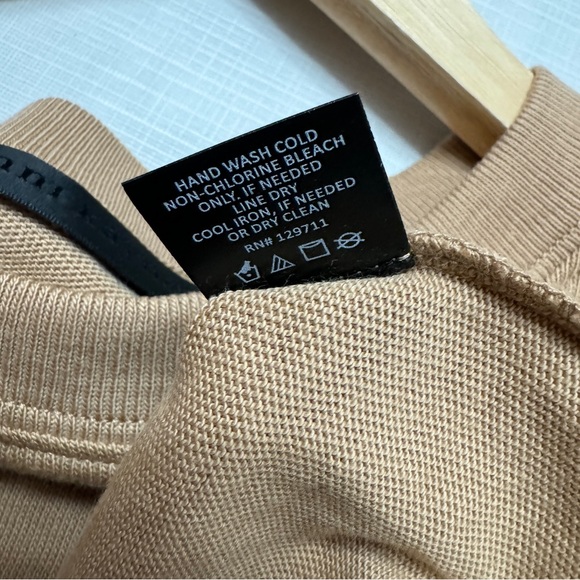 HAND WASH COLD
NON-CHLORINE BLEACH
ONLY, IF NEEDED
LINE DRY
COOL IRON, IF NEEDED
OR DRY CLEAN
RN# 129711